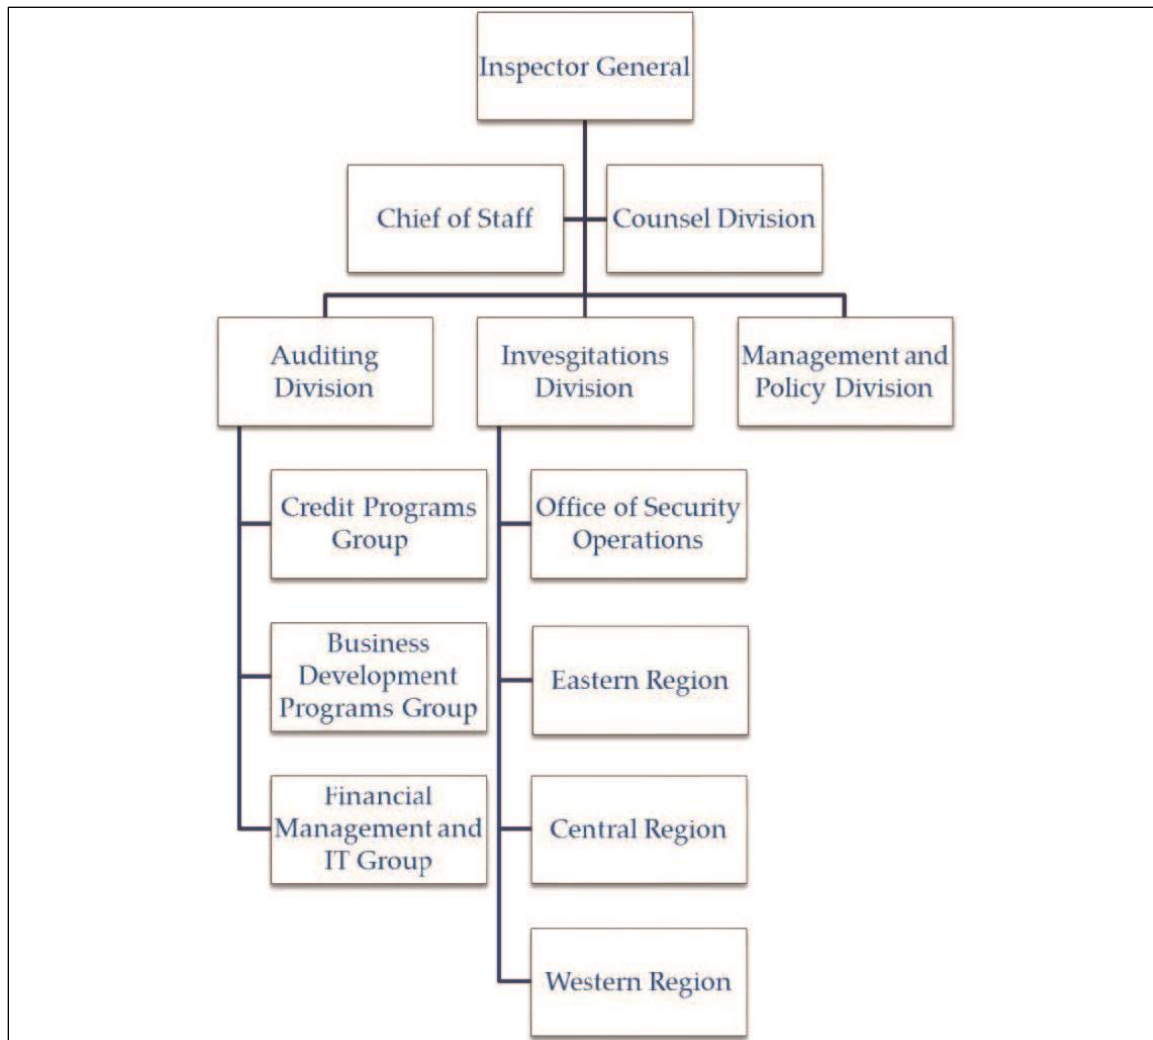 Inspector General
Chief of Staff
Counsel Division
Auditing
Division
Invesgitations
Division
Management and
Policy Division
Credit Programs
Group
Office of Security
Operations
Business
Development
Programs Group
Eastern Region
Financial
Management and
IT Group
Central Region
Western Region